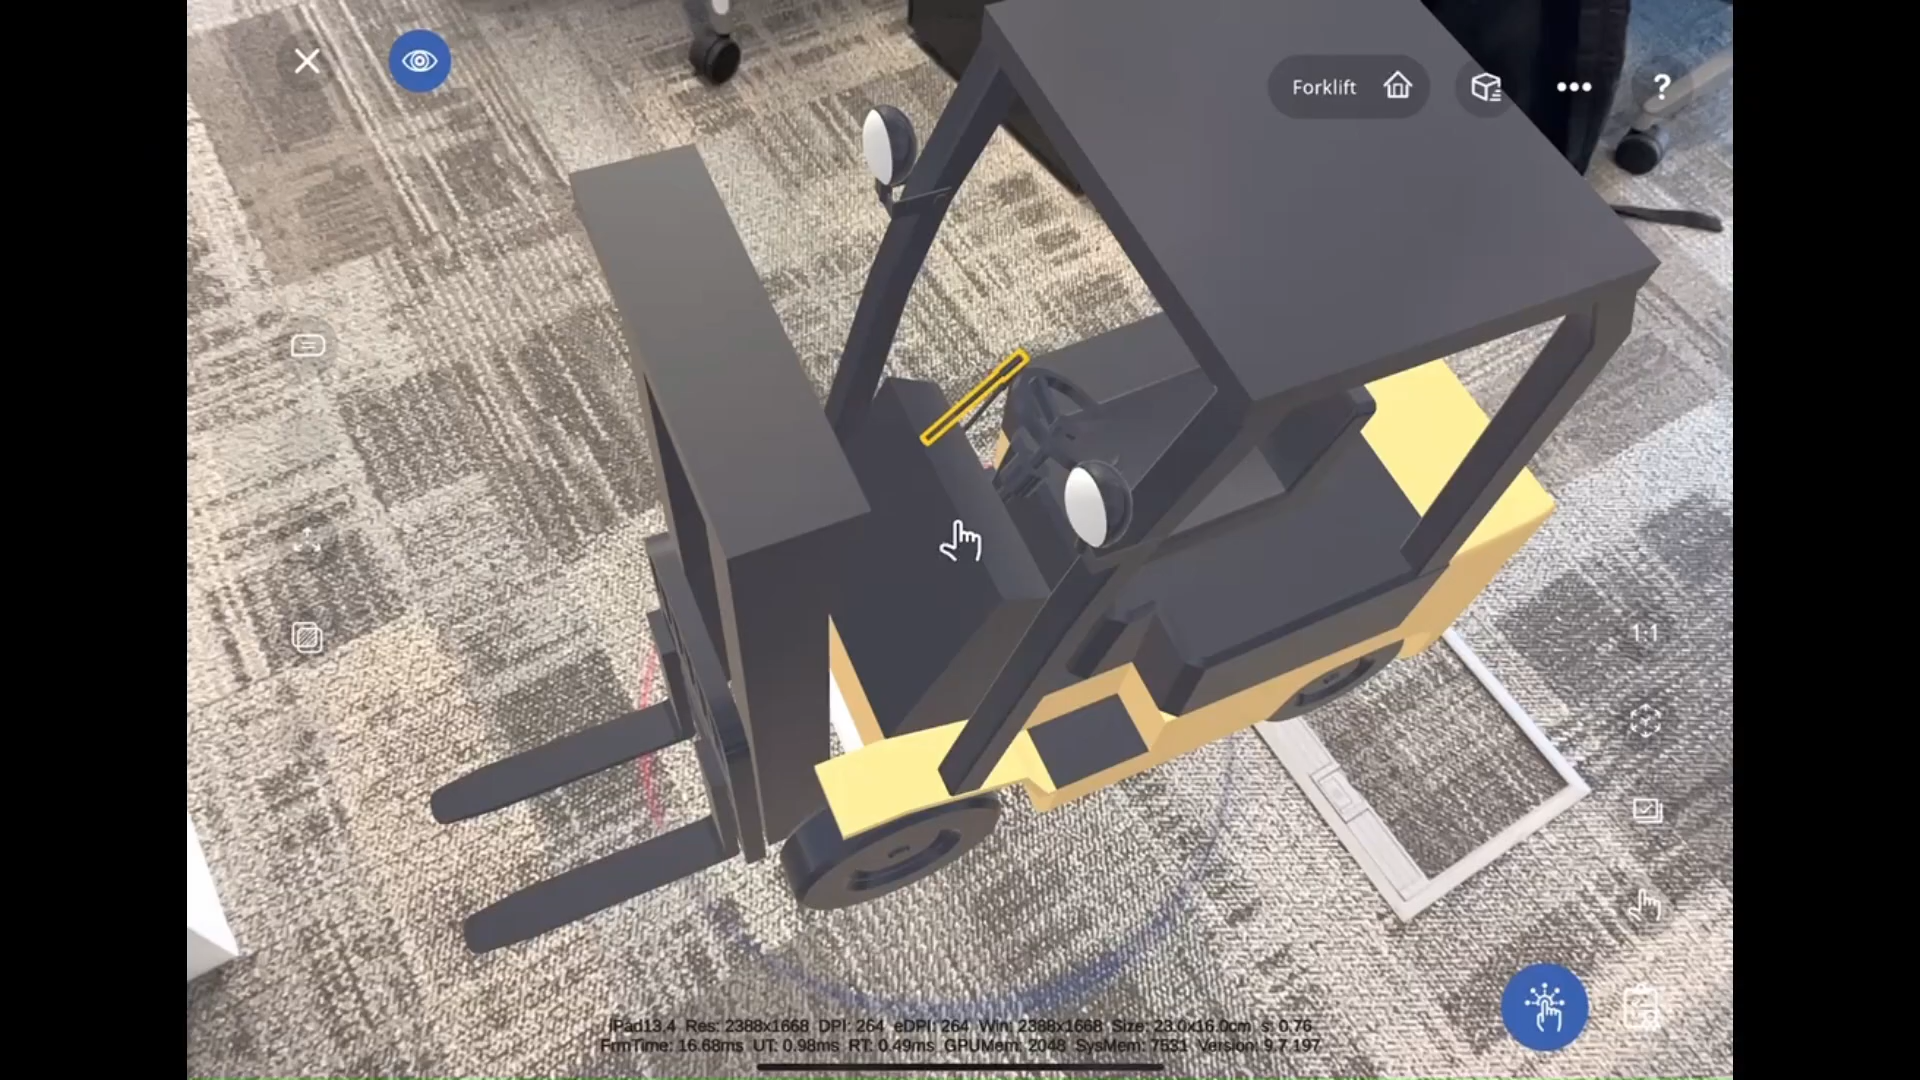 Forklift
?
1:1
iPad13,4 Res: 2388x1668 DPI: 264 eDPI: 264 Win: 2388x1668 Size: 23.0x16.0cm s: 0.76
FrmTime: 16.68ms UT: 0.98ms RT: 0.49ms GPUMem: 2048 SysMem: 7531 Version: 9.7.197